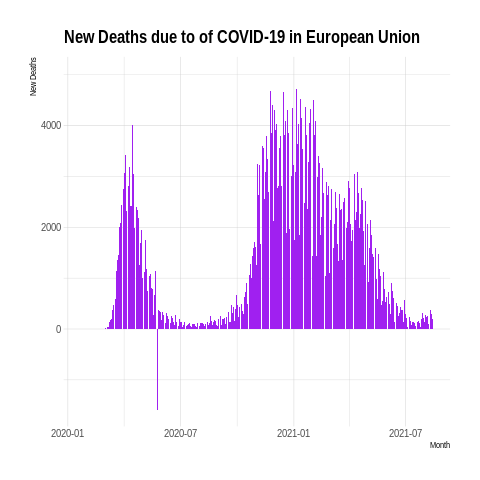 New Deaths due to of COVID-19 in European Union
New Deaths
4000
2000
0
2020-01
2020-07
2021-01
2021-07
Month